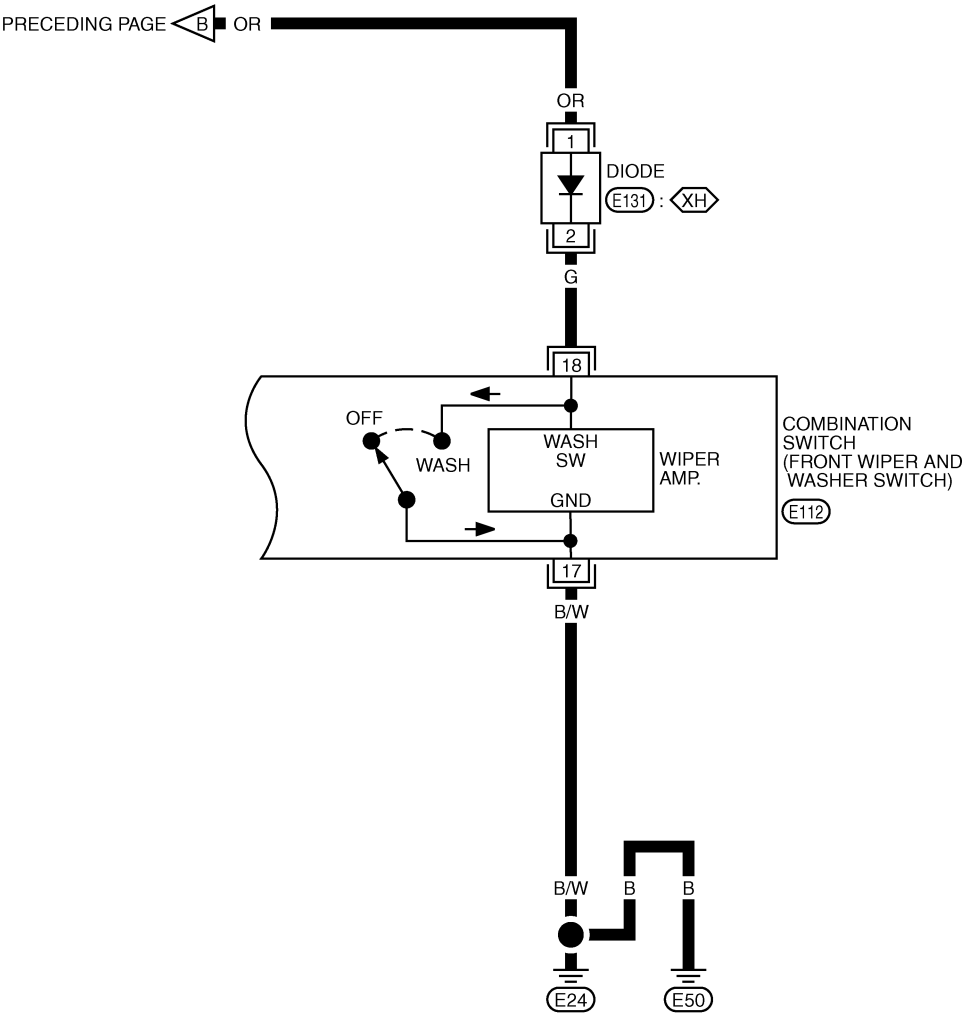 PRECEDING PAGE B OR
OR
1
DIODE
E131 : XH
2
G
18
OFF
WASH
WASH
SW
GND
WIPER
AMP.
COMBINATION
SWITCH
(FRONT WIPER AND
WASHER SWITCH)
E112
17
B/W
B/W B B
E24 E50